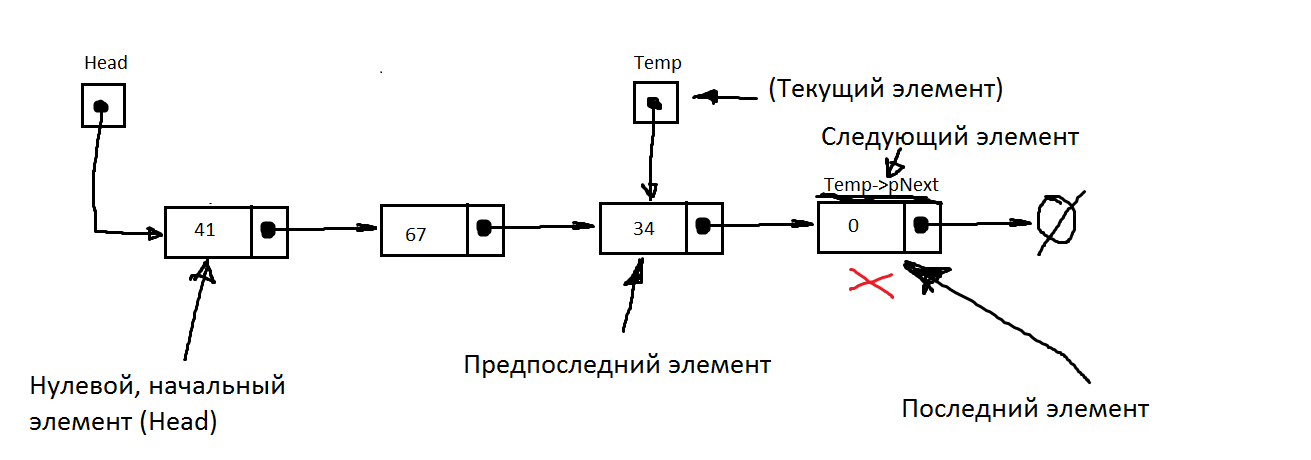 Head
Temp
(Текущий элемент)
Следующий элемент
Temp->pNext
41
67
34
0
Предпоследний элемент
Нулевой, начальный
элемент (Head)
Последний элемент